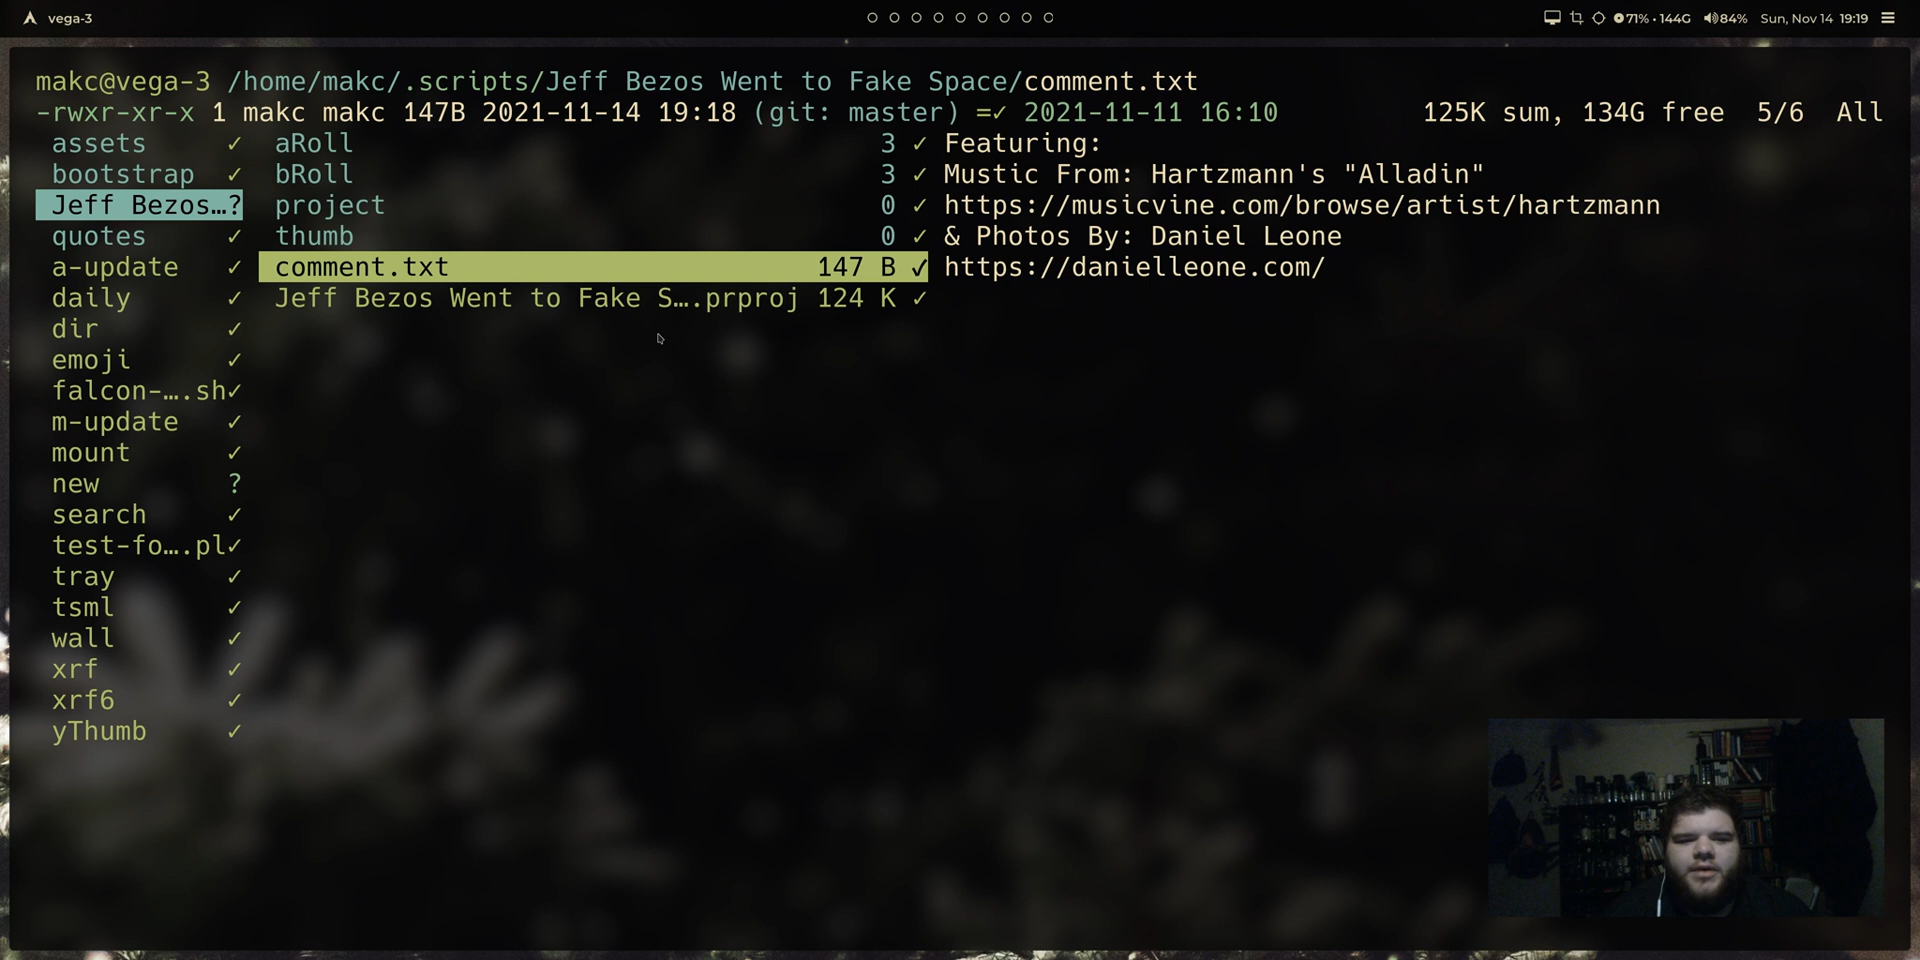 vega-3
71% · 144G 84% Sun, Nov 14 19:19
makc@vega-3 /home/makc/.scripts/Jeff Bezos Went to Fake Space/comment.txt
-rwxr-xr-x 1 makc makc 147B 2021-11-14 19:18 (git: master) =✓ 2021-11-11 16:10 125K sum, 134G free 5/6 All
assets ✓ aRoll 3 ✓ Featuring:
bootstrap ✓ bRoll 3 ✓ Mustic From: Hartzmann's "Alladin"
Jeff Bezos…? project 0 ✓ https://musicvine.com/browse/artist/hartzmann
quotes ✓ thumb 0 ✓ & Photos By: Daniel Leone
a-update ✓ comment.txt 147 B ✓ https://danielleone.com/
daily ✓ Jeff Bezos Went to Fake S….prproj 124 K ✓
dir ✓
emoji ✓
falcon-….sh✓
m-update ✓
mount ✓
new ?
search ✓
test-fo….pl✓
tray ✓
tsml ✓
wall ✓
xrf ✓
xrf6 ✓
yThumb ✓